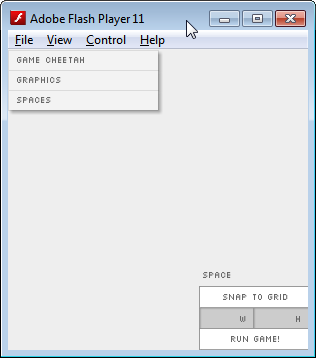 Adobe Flash Player 11
File View Control Help
GAME CHEETAH
GRAPHICS
SPACES
SPACE
SNAP TO GRID
W H
RUN GAME!